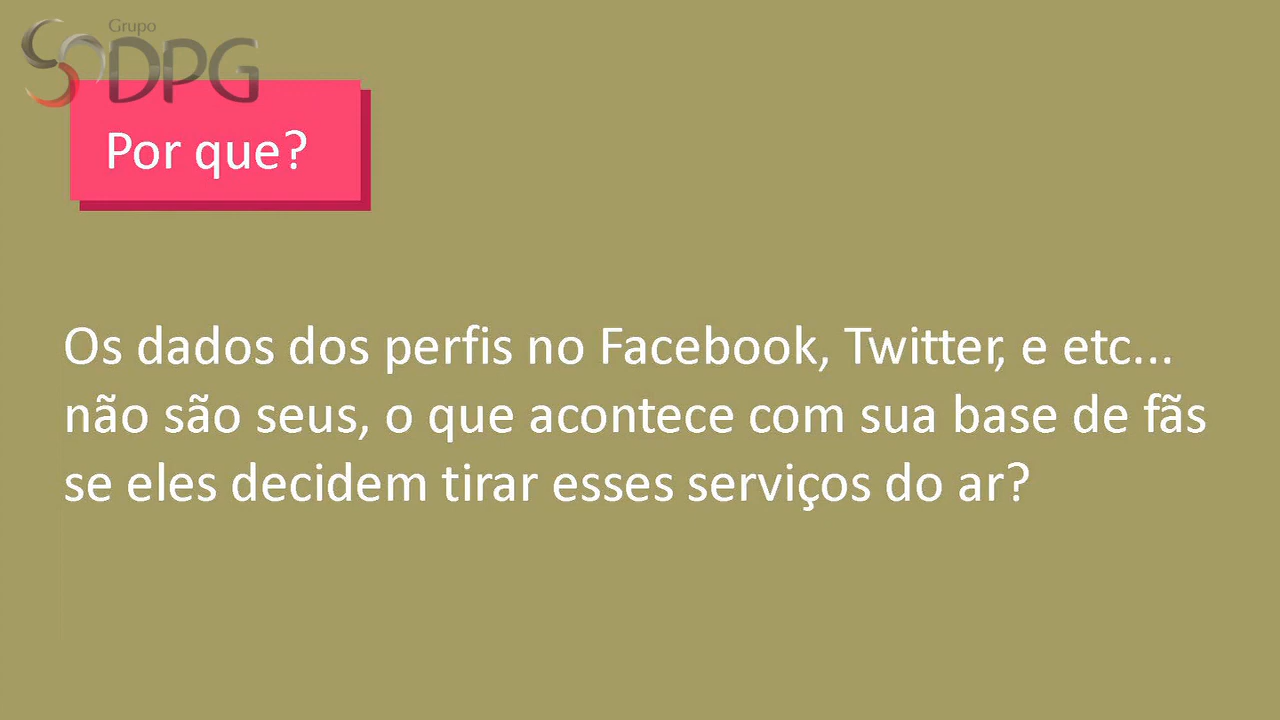 Grupo
DPG
Por que?
Os dados dos perfis no Facebook, Twitter, e etc...
não são seus, o que acontece com sua base de fãs
se eles decidem tirar esses serviços do ar?